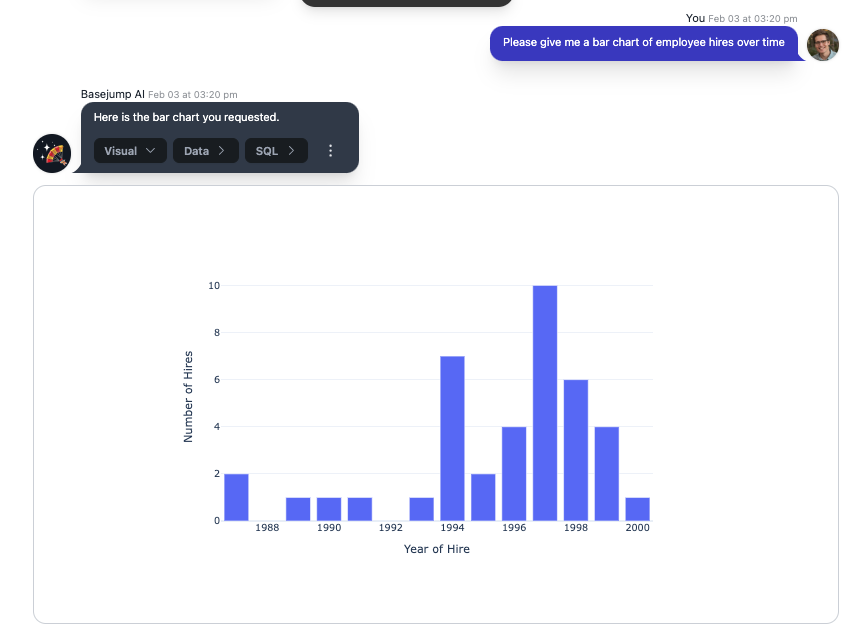 You Feb 03 at 03:20 pm
Please give me a bar chart of employee hires over time
Basejump AI Feb 03 at 03:20 pm
Here is the bar chart you requested.
Visual Data SQL
10
8
6
4
2
0
Number of Hires
1988 1990 1992 1994 1996 1998 2000
Year of Hire